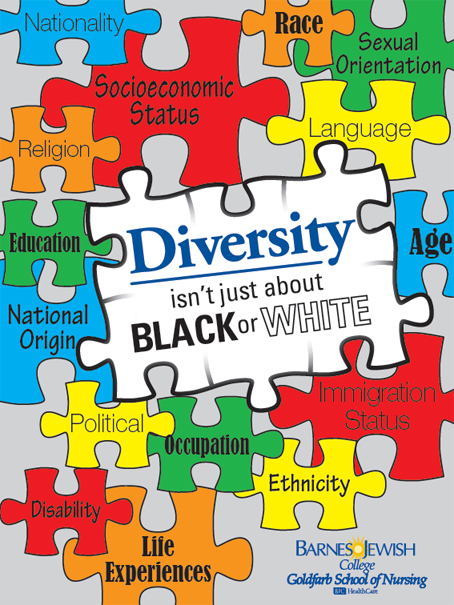 Nationality
Race
Sexual
Orientation
Socioeconomic
Status
Language
Religion
Education
Diversity
isn't just about
BLACK or WHITE
Age
National
Origin
Immigration
Status
Political
Occupation
Ethnicity
Disability
Life
Experiences
BARNES JEWISH
College
Goldfarb School of Nursing
BJC HealthCare